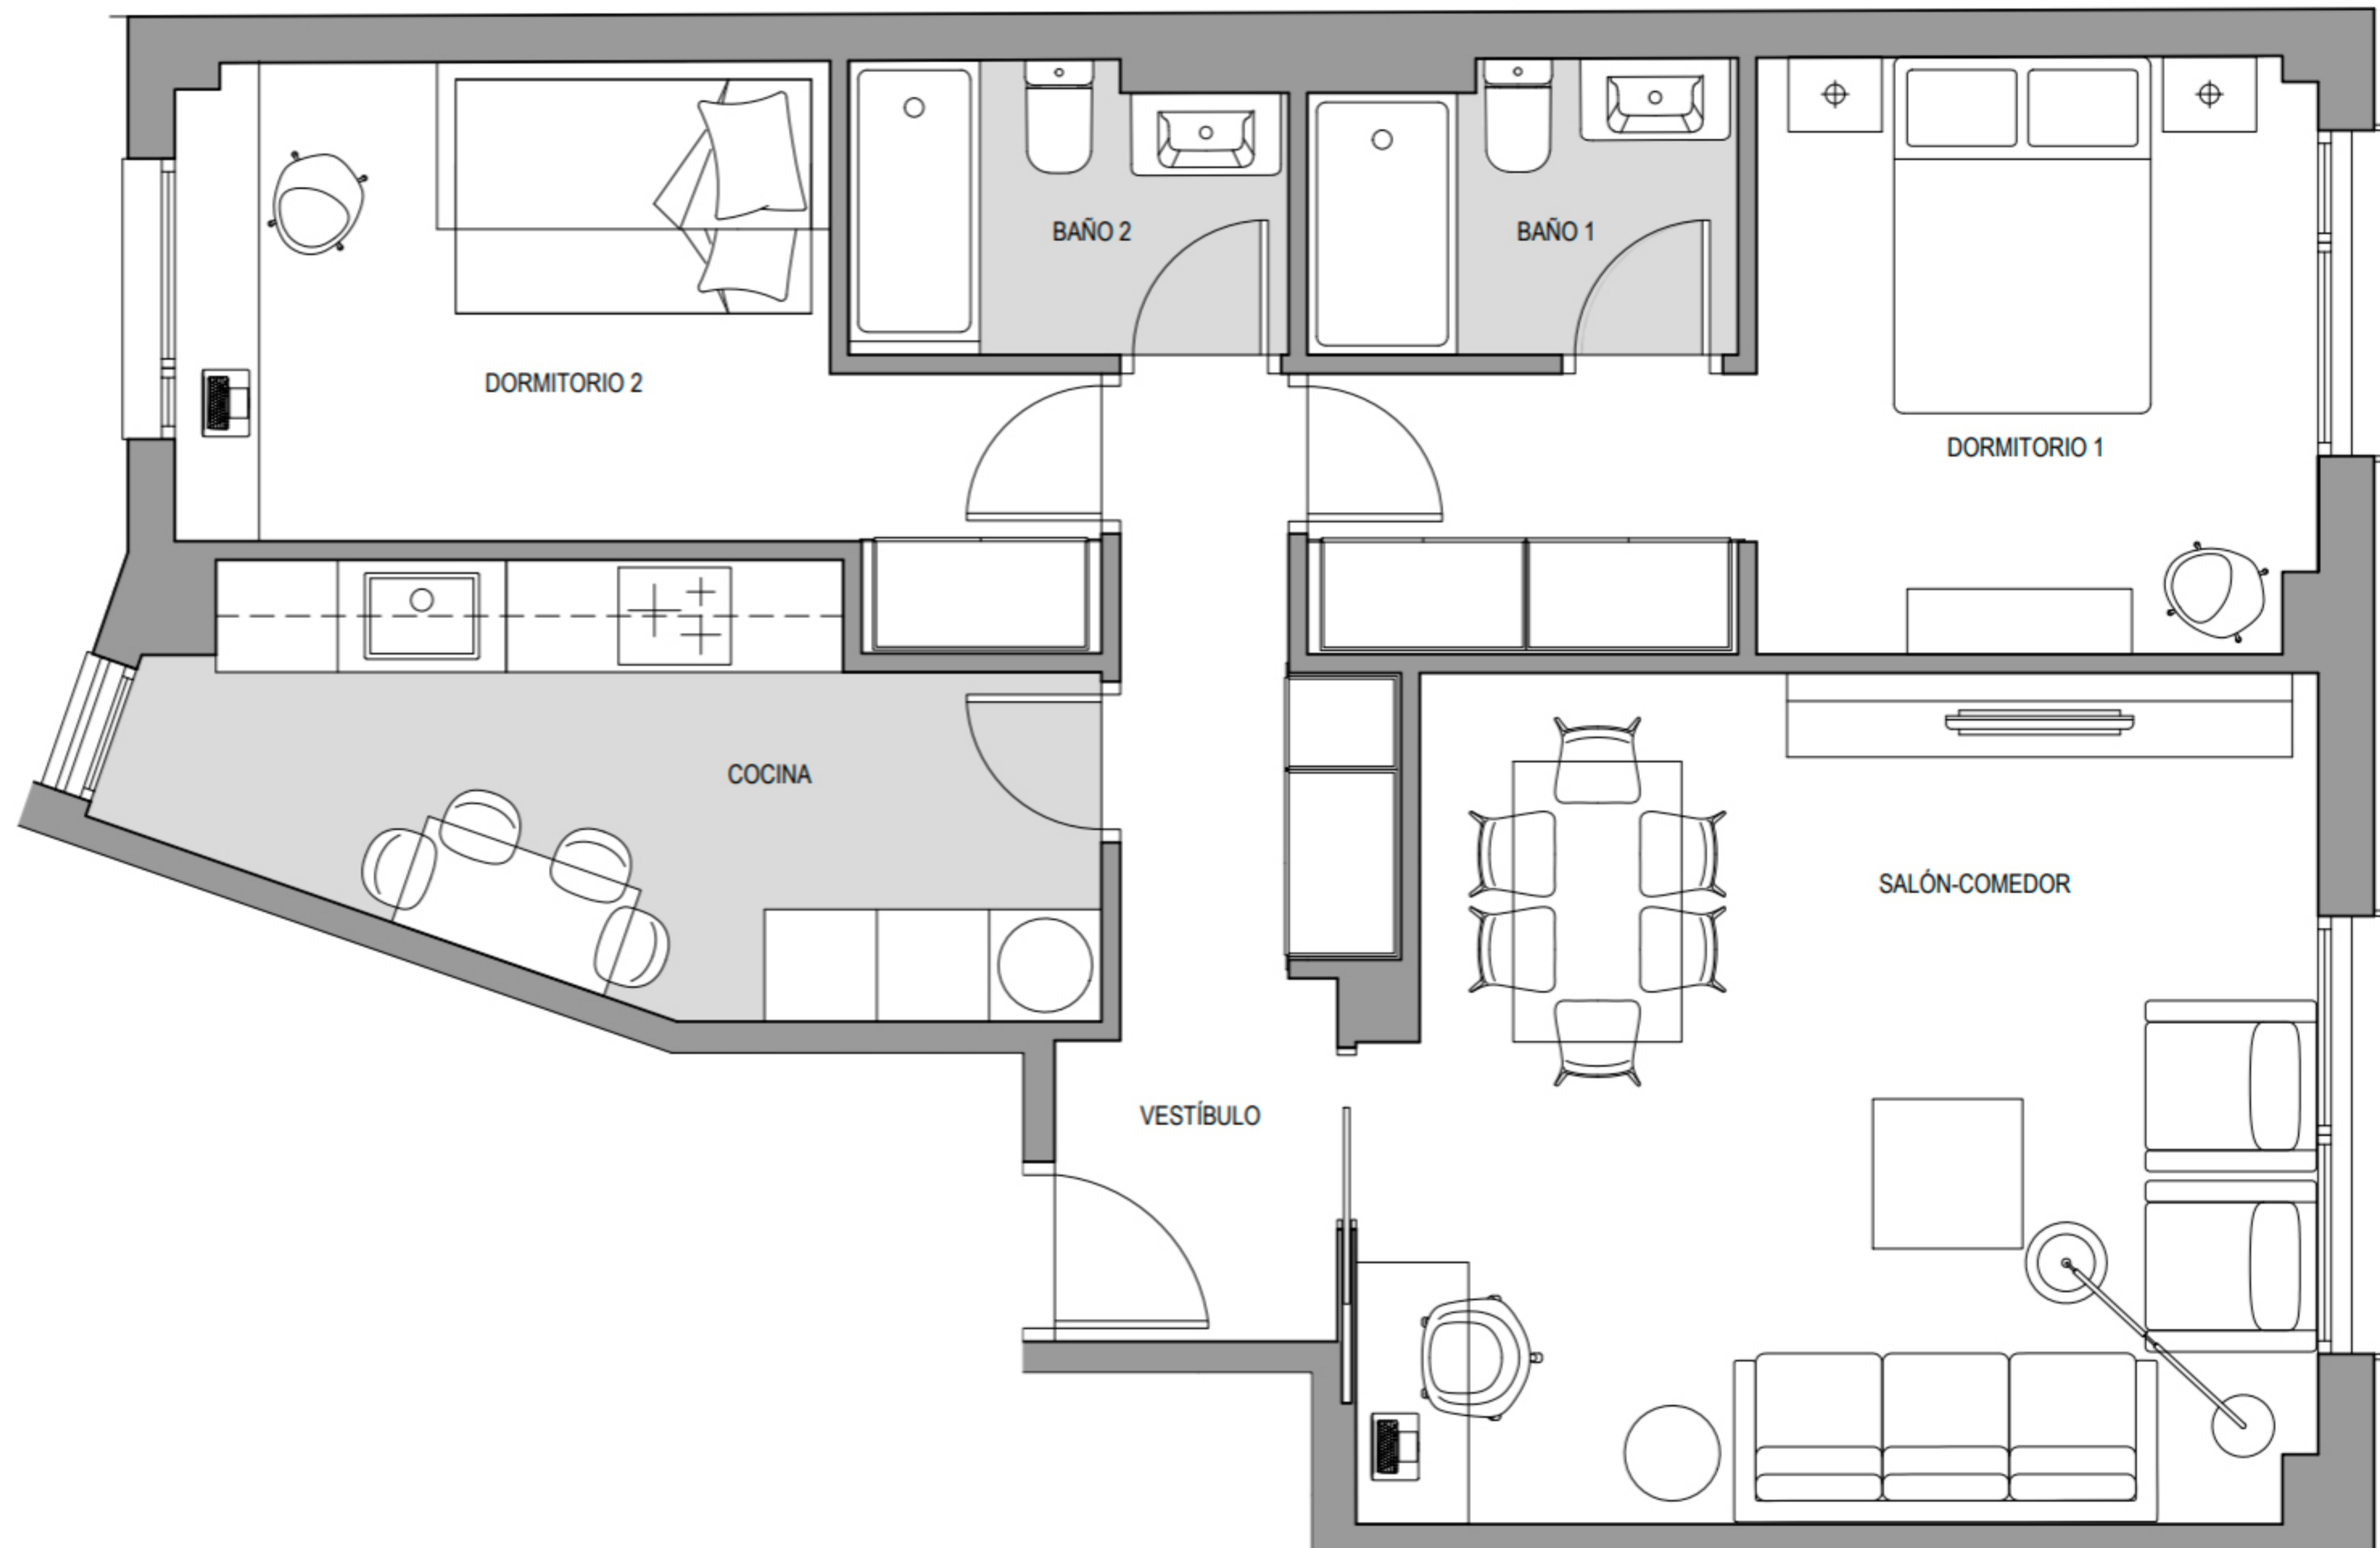 BAÑO 2
BAÑO 1
DORMITORIO 2
DORMITORIO 1
COCINA
SALÓN-COMEDOR
VESTÍBULO